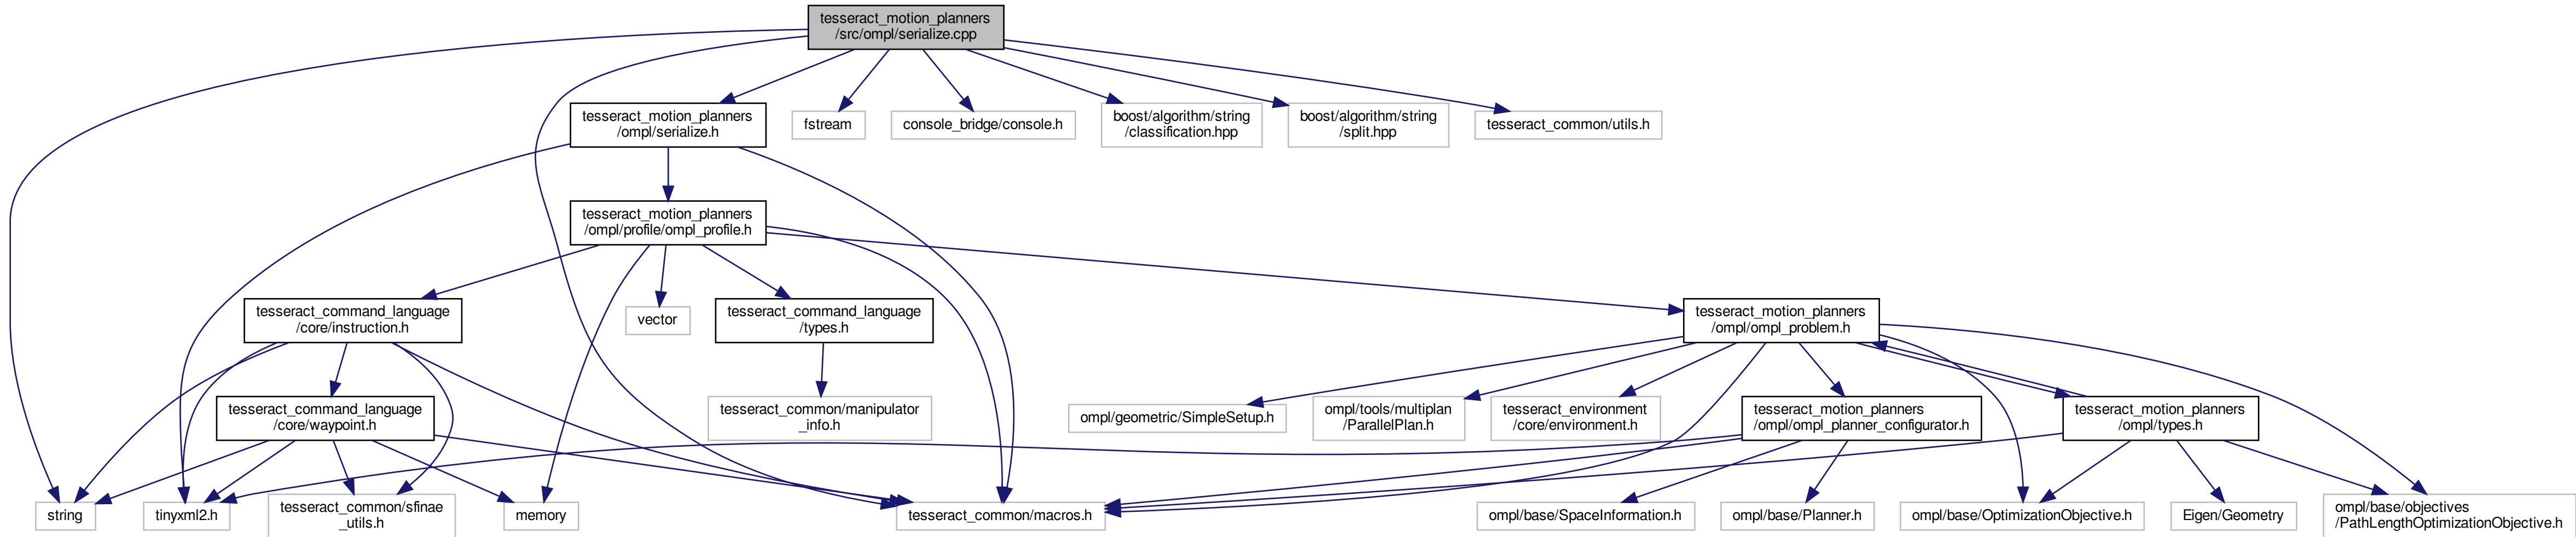 tesseract_motion_planners
/src/ompl/serialize.cpp
tesseract_motion_planners
/ompl/serialize.h
fstream
console_bridge/console.h
boost/algorithm/string
/classification.hpp
boost/algorithm/string
/split.hpp
tesseract_common/utils.h
tesseract_motion_planners
/ompl/profile/ompl_profile.h
tesseract_command_language
/core/instruction.h
vector
tesseract_command_language
/types.h
tesseract_motion_planners
/ompl/ompl_problem.h
tesseract_command_language
/core/waypoint.h
tesseract_common/manipulator
_info.h
ompl/geometric/SimpleSetup.h
ompl/tools/multiplan
/ParallelPlan.h
tesseract_environment
/core/environment.h
tesseract_motion_planners
/ompl/ompl_planner_configurator.h
tesseract_motion_planners
/ompl/types.h
string
tinyxml2.h
tesseract_common/sfinae
_utils.h
memory
tesseract_common/macros.h
ompl/base/SpaceInformation.h
ompl/base/Planner.h
ompl/base/OptimizationObjective.h
Eigen/Geometry
ompl/base/objectives
/PathLengthOptimizationObjective.h